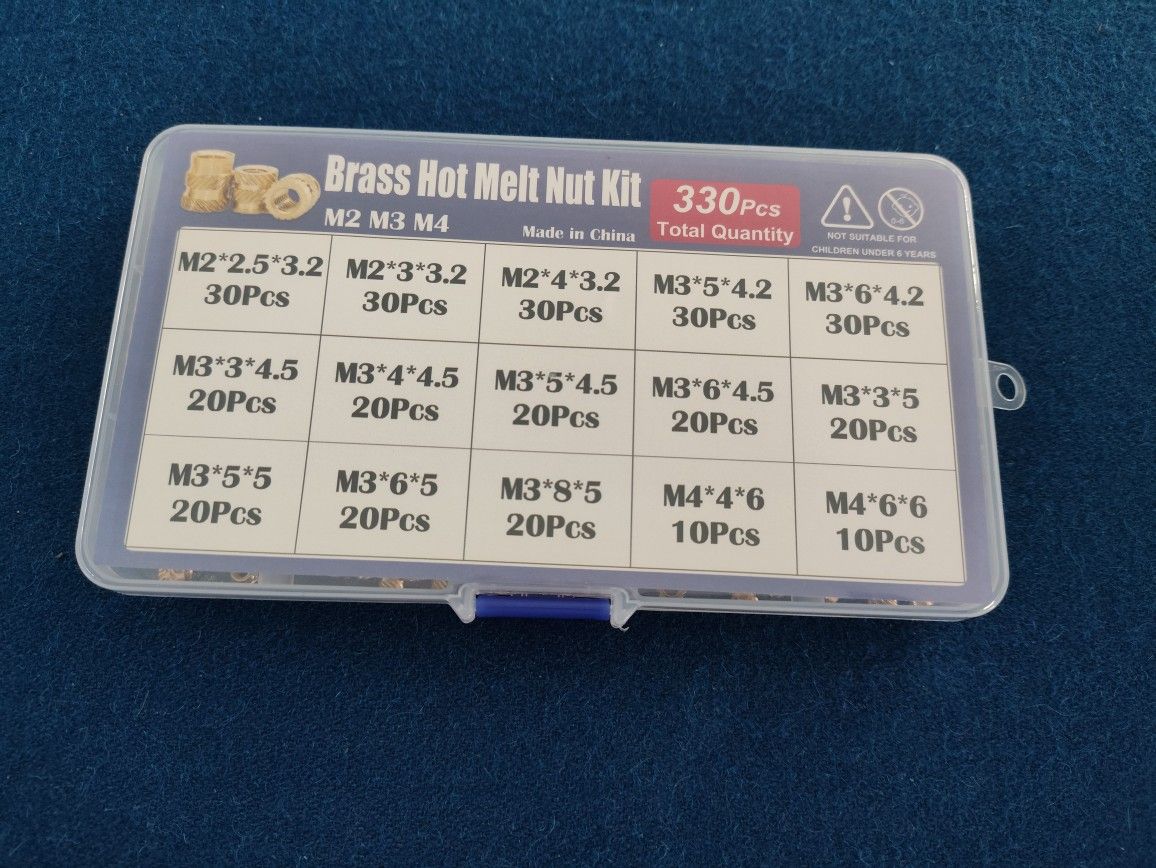 Brass Hot Melt Nut Kit
M2 M3 M4
Made in China
330Pcs
Total Quantity
0-6
NOT SUITABLE FOR
CHILDREN UNDER 6 YEARS
M2*2.5*3.2
30Pcs
M2*3*3.2
30Pcs
M2*4*3.2
30Pcs
M3*5*4.2
30Pcs
M3*6*4.2
30Pcs
M3*3*4.5
20Pcs
M3*4*4.5
20Pcs
M3*5*4.5
20Pcs
M3*6*4.5
20Pcs
M3*3*5
20Pcs
M3*5*5
20Pcs
M3*6*5
20Pcs
M3*8*5
20Pcs
M4*4*6
10Pcs
M4*6*6
10Pcs